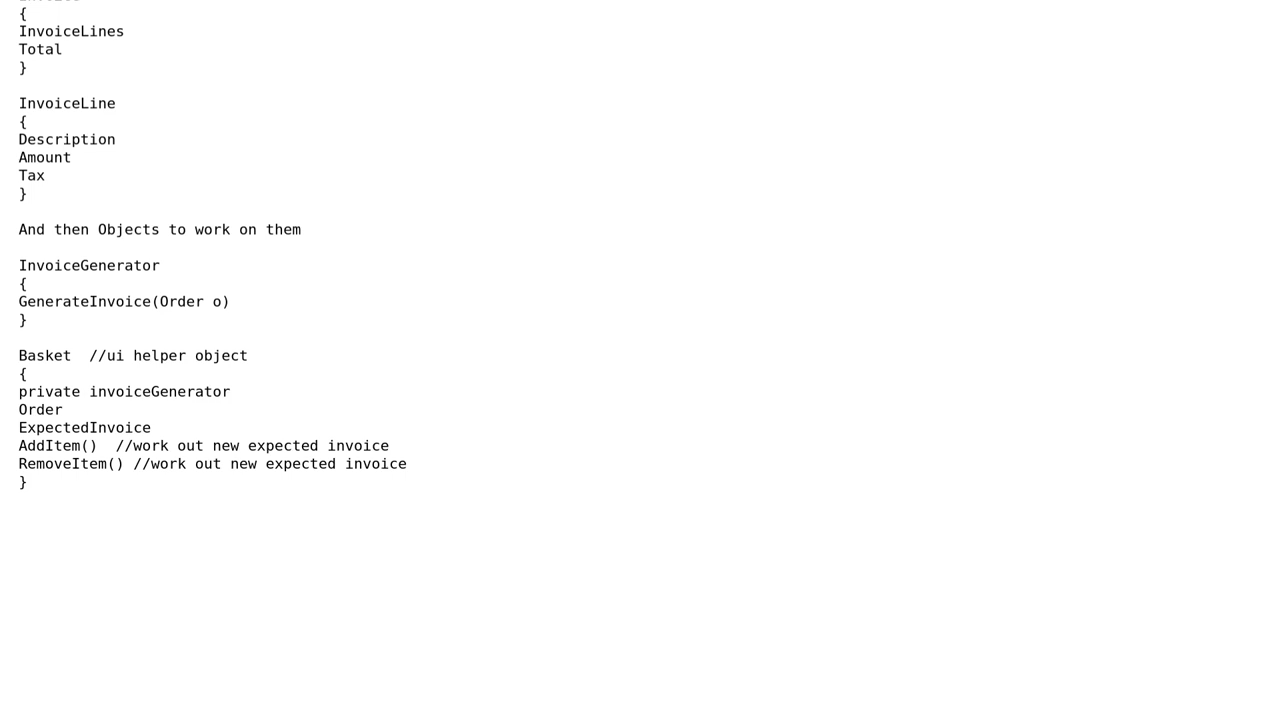 {
InvoiceLines
Total
}

InvoiceLine
{
Description
Amount
Tax
}

And then Objects to work on them

InvoiceGenerator
{
GenerateInvoice(Order o)
}

Basket  //ui helper object
{
private invoiceGenerator
Order
ExpectedInvoice
AddItem()  //work out new expected invoice
RemoveItem() //work out new expected invoice
}